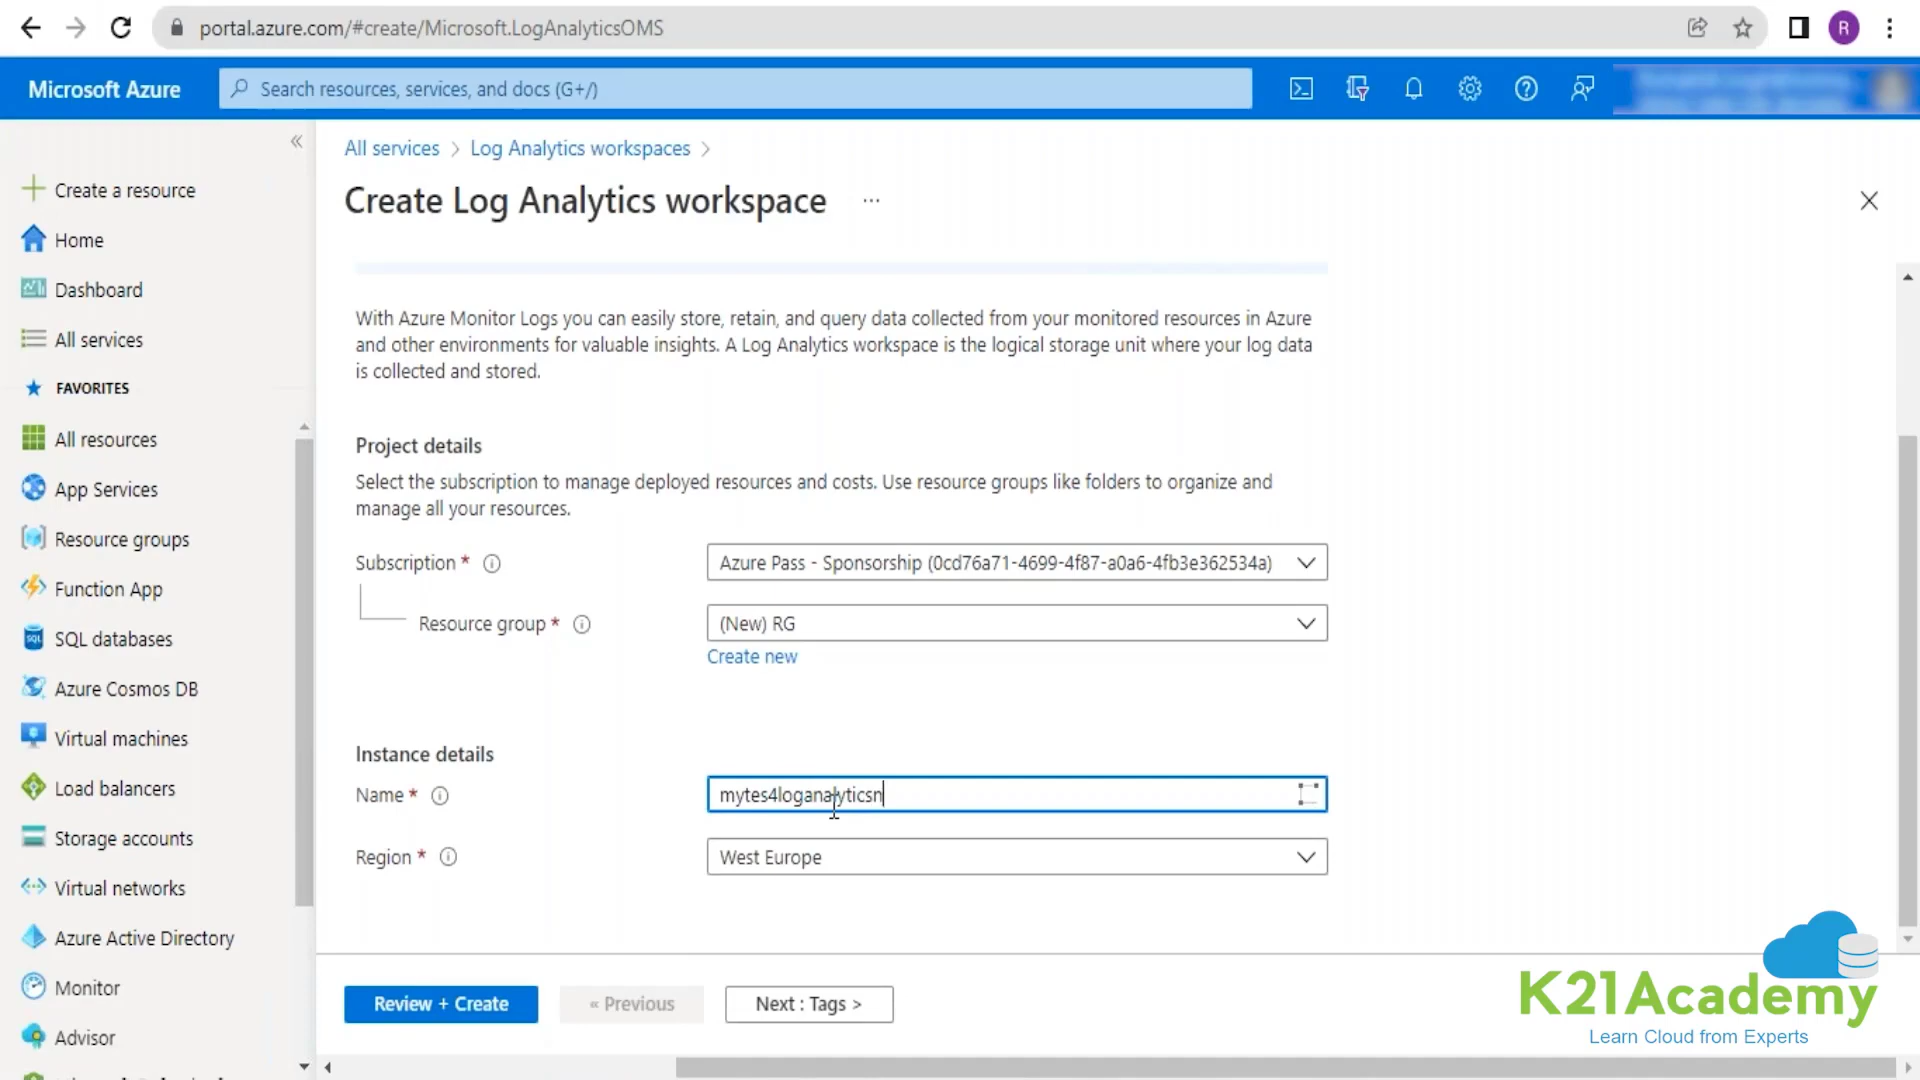 portal.azure.com/#create/Microsoft.LogAnalyticsOMS
R
Microsoft Azure
Search resources, services, and docs (G+/)
Create a resource
Home
Dashboard
All services
FAVORITES
All resources
App Services
Resource groups
Function App
SQL databases
Azure Cosmos DB
Virtual machines
Load balancers
Storage accounts
Virtual networks
Azure Active Directory
Monitor
Advisor
All services > Log Analytics workspaces >
Create Log Analytics workspace ...
With Azure Monitor Logs you can easily store, retain, and query data collected from your monitored resources in Azure
and other environments for valuable insights. A Log Analytics workspace is the logical storage unit where your log data
is collected and stored.
Project details
Select the subscription to manage deployed resources and costs. Use resource groups like folders to organize and
manage all your resources.
Subscription *
Azure Pass - Sponsorship (0cd76a71-4699-4f87-a0a6-4fb3e362534a)
Resource group *
(New) RG
Create new
Instance details
Name *
mytes4loganalyticsn
Region *
West Europe
Review + Create
« Previous
Next : Tags >
K21Academy
Learn Cloud from Experts